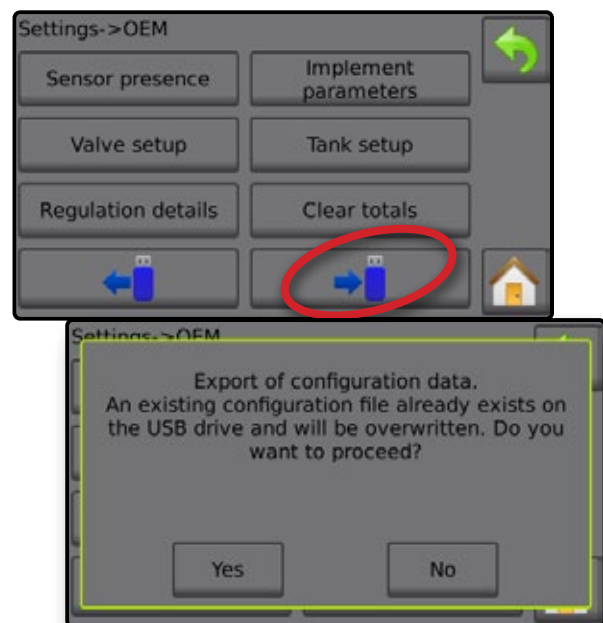 Settings->OEM
Sensor presence
Implement
parameters
Valve setup
Tank setup
Regulation details
Clear totals
Settings->OEM
Export of configuration data.
An existing configuration file already exists on
the USB drive and will be overwritten. Do you
want to proceed?
Yes
No